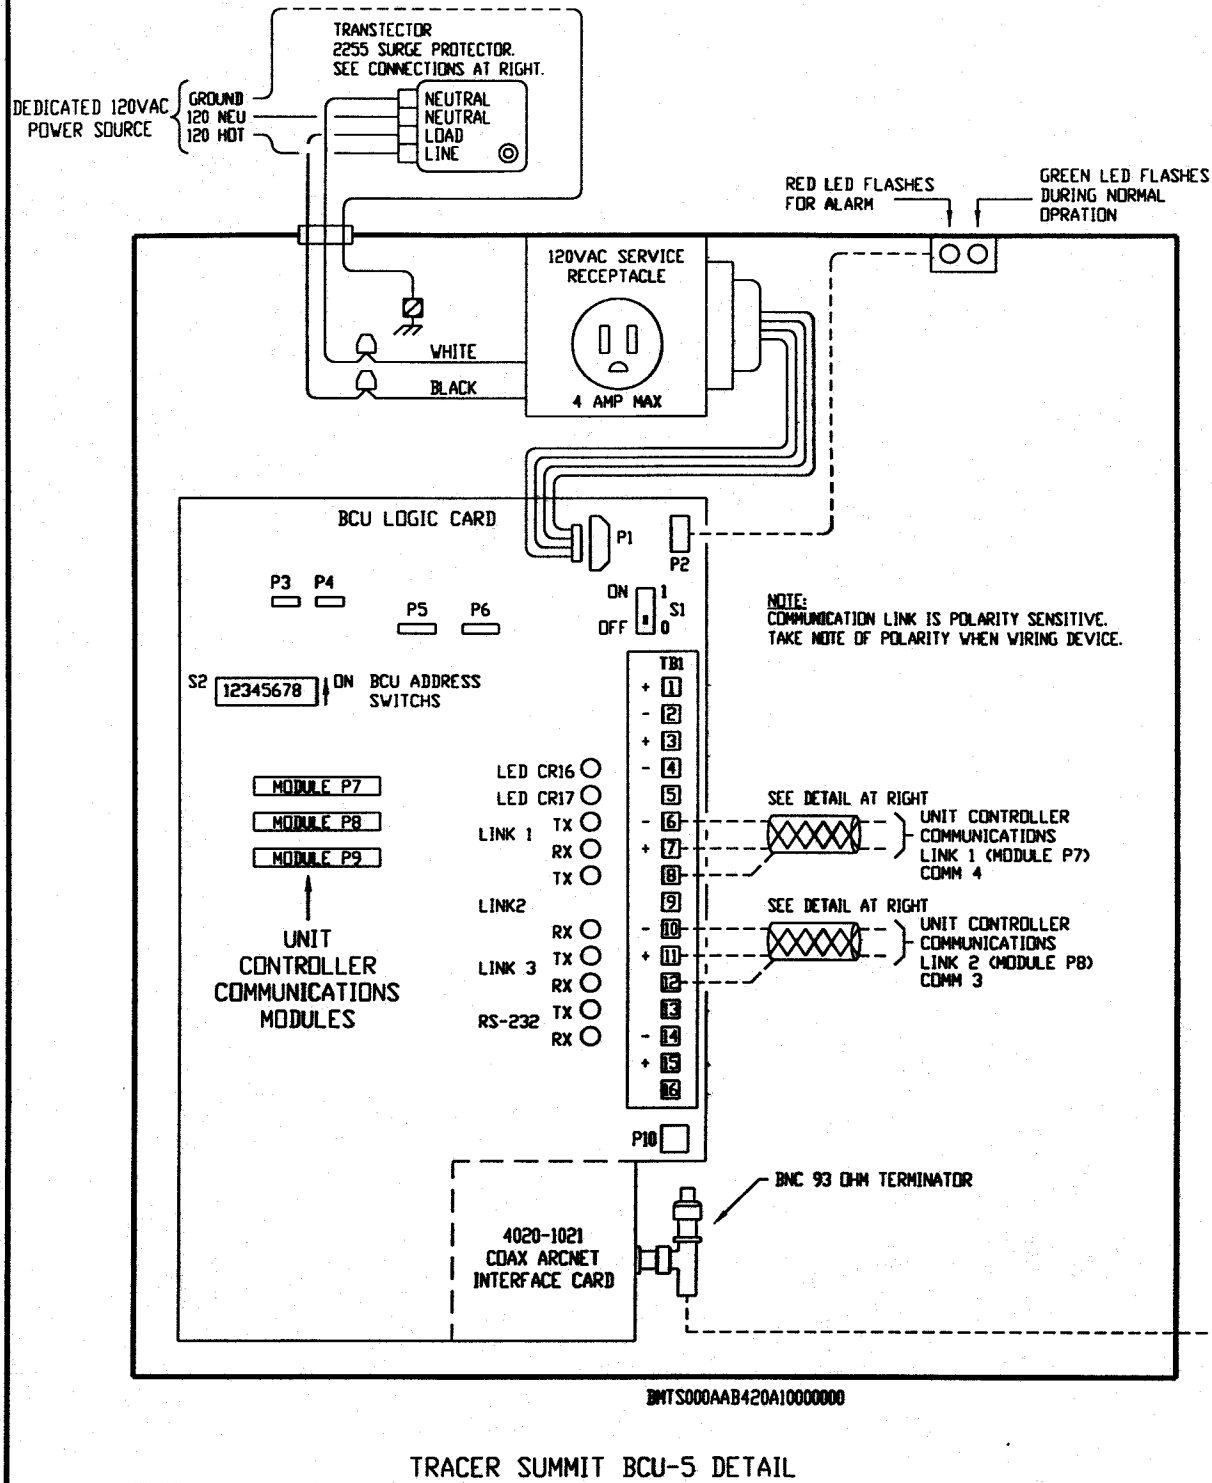 TRANSTECTOR
2255 SURGE PROTECTOR.
SEE CONNECTIONS AT RIGHT.
DEDICATED 120VAC
POWER SOURCE
GROUND
120 NEU
120 HOT
NEUTRAL
NEUTRAL
LOAD
LINE
RED LED FLASHES
FOR ALARM
GREEN LED FLASHES
DURING NORMAL
OPRATION
120VAC SERVICE
RECEPTACLE
4 AMP MAX
WHITE
BLACK
BCU LOGIC CARD
P1
P2
P3
P4
P5
P6
ON
1
S1
OFF
0
NOTE:
COMMUNICATION LINK IS POLARITY SENSITIVE.
TAKE NOTE OF POLARITY WHEN WIRING DEVICE.
S2
12345678
ON
BCU ADDRESS
SWITCHS
TB1
+ 1
- 2
+ 3
- 4
5
- 6
+ 7
8
9
- 10
+ 11
12
13
- 14
+ 15
16
MODULE P7
MODULE P8
MODULE P9
UNIT
CONTROLLER
COMMUNICATIONS
MODULES
LED CR16
LED CR17
TX
LINK 1
RX
TX
LINK2
RX
TX
LINK 3
RX
TX
RS-232
RX
SEE DETAIL AT RIGHT
UNIT CONTROLLER
COMMUNICATIONS
LINK 1 (MODULE P7)
COMM 4
SEE DETAIL AT RIGHT
UNIT CONTROLLER
COMMUNICATIONS
LINK 2 (MODULE P8)
COMM 3
P10
BNC 93 OHM TERMINATOR
4020-1021
COAX ARCNET
INTERFACE CARD
BMTS000AAB420A10000000
TRACER SUMMIT BCU-5 DETAIL